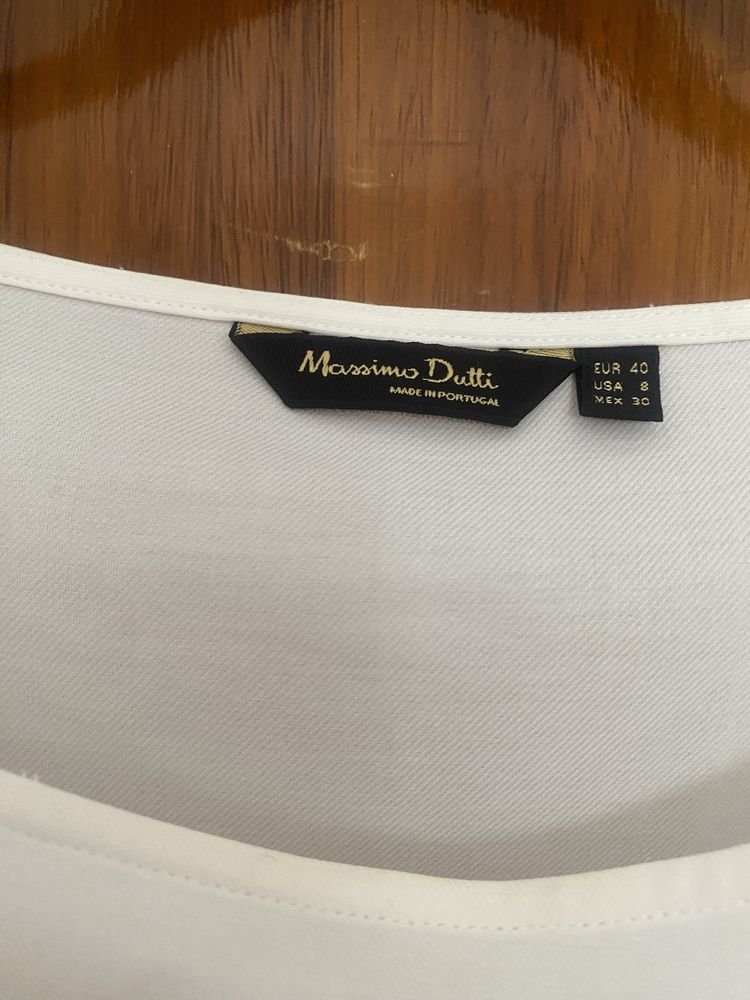 Massimo Dutti
MADE IN PORTUGAL
EUR 40
USA 8
MEX 30